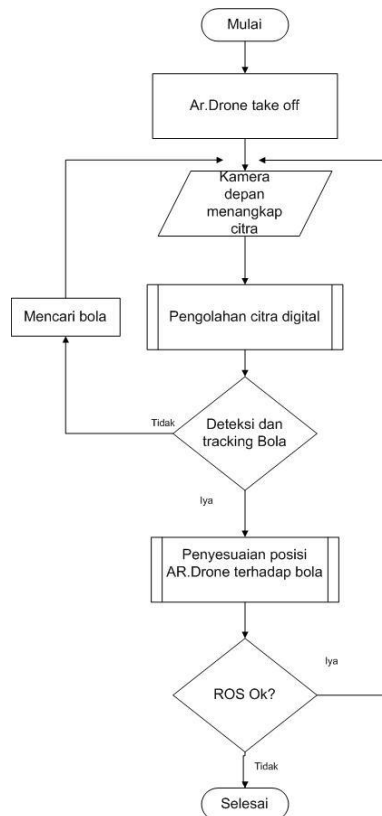 Mulai
Ar.Drone take off
Kamera
depan
menangkap
citra
Pengolahan citra digital
Mencari bola
Tidak
Deteksi dan
tracking Bola
Iya
Penyesuaian posisi
AR.Drone terhadap bola
Iya
ROS Ok?
Tidak
Selesai